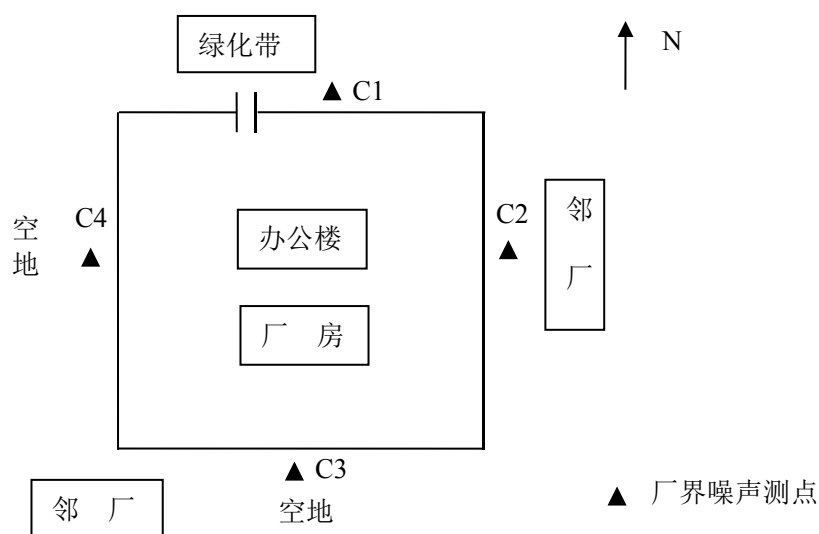 绿化带
N
▲ C1
C4
C2
邻
厂
空
地
办公楼
厂 房
▲ C3
邻 厂
空地
▲ 厂界噪声测点